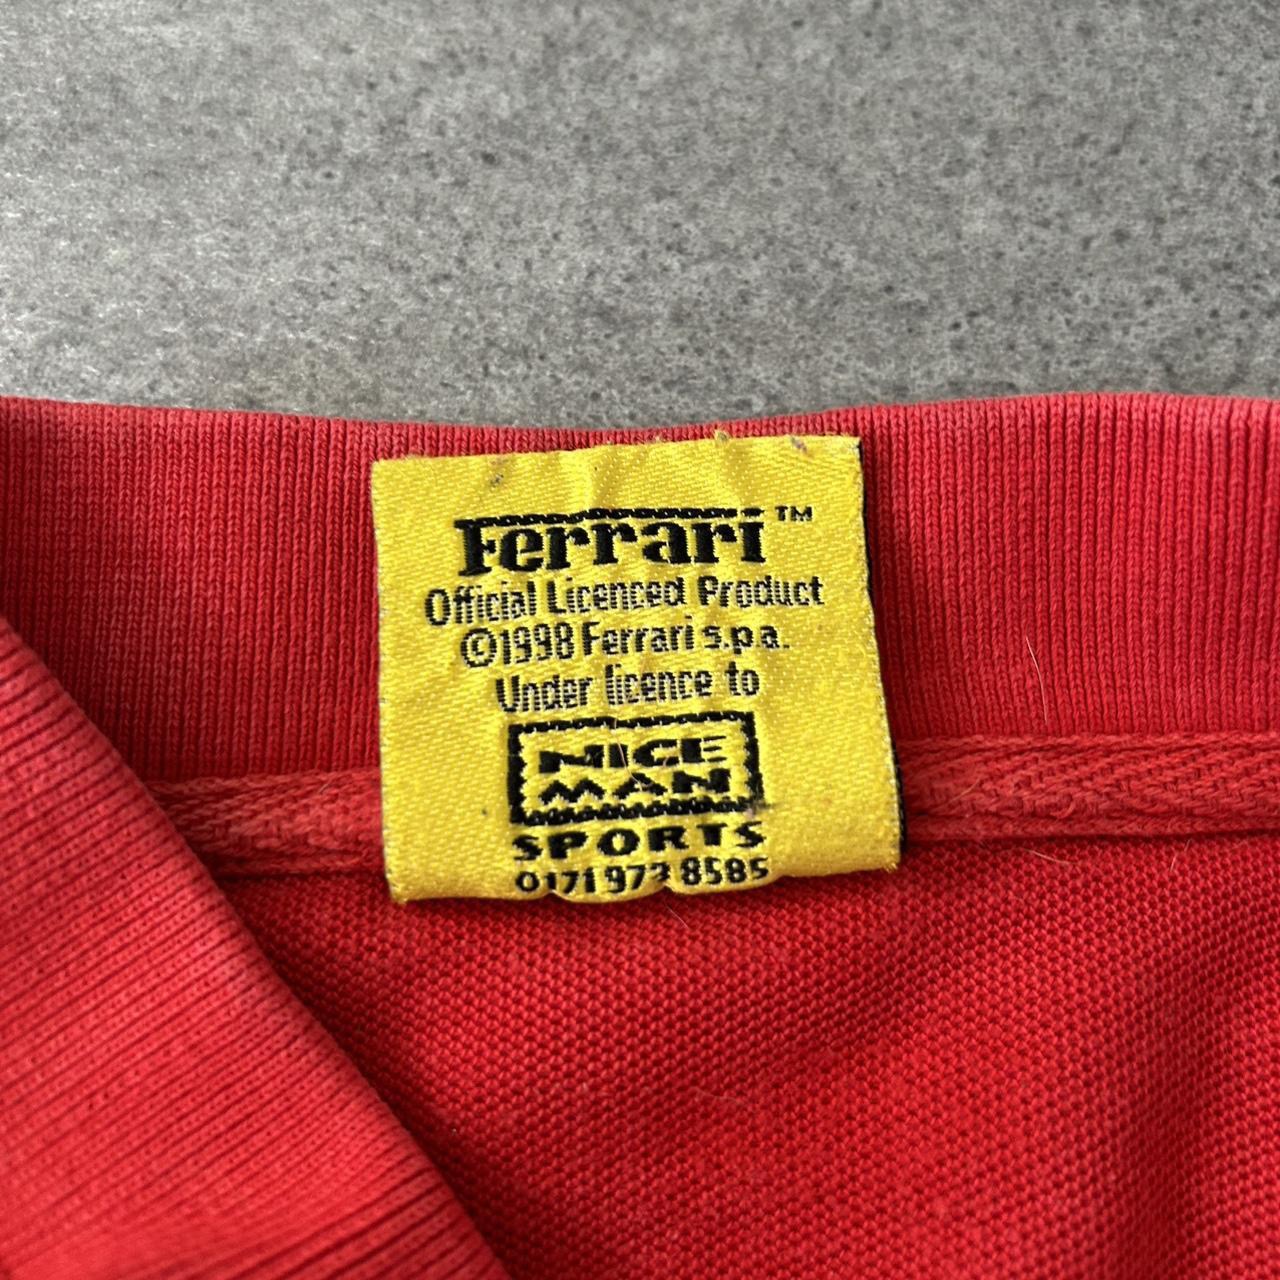 Ferrari™
Official Licenced Product
©1998 Ferrari s.p.a.
Under licence to
NICE
MAN
SPORTS
0171 973 8585